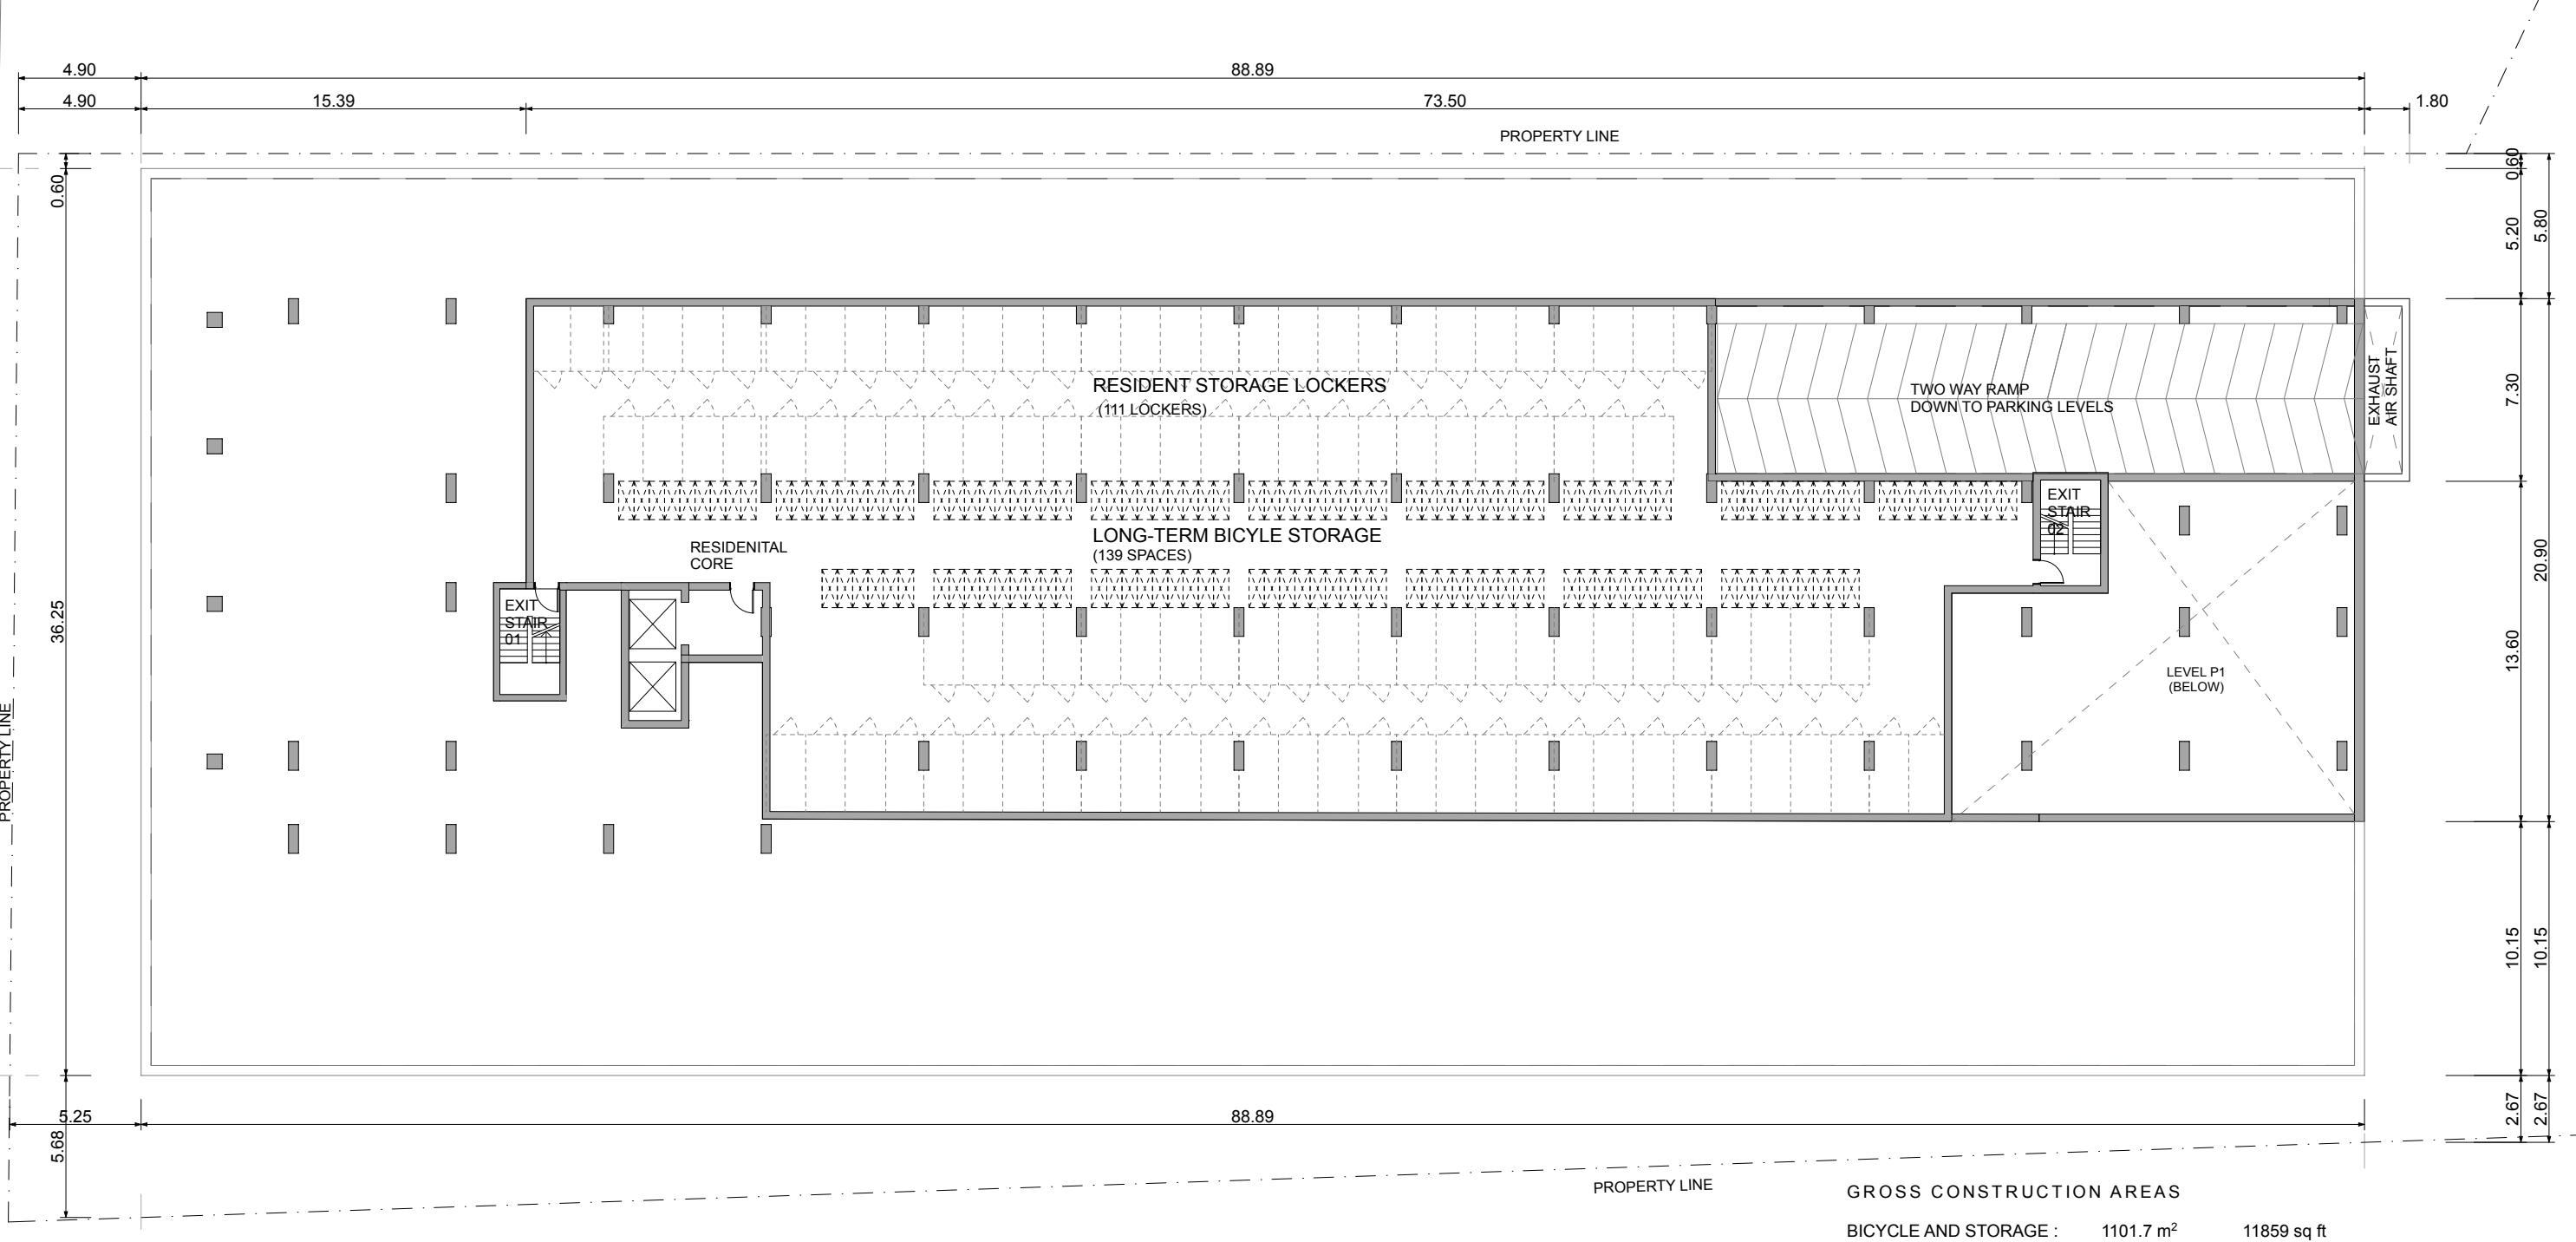 4.90
88.89
4.90
15.39
73.50
1.80
PROPERTY LINE
0.60
0.60
5.20
5.80
RESIDENT STORAGE LOCKERS
(111 LOCKERS)
TWO WAY RAMP
DOWN TO PARKING LEVELS
EXHAUST
AIR SHAFT
7.30
EXIT
STAIR
02
LONG-TERM BICYLE STORAGE
(139 SPACES)
RESIDENITAL
CORE
20.90
EXIT
STAIR
01
36.25
13.60
LEVEL P1
(BELOW)
PROPERTY LINE
10.15
10.15
5.25
88.89
2.67
2.67
5.68
PROPERTY LINE
GROSS CONSTRUCTION AREAS
BICYCLE AND STORAGE : 1101.7 m² 11859 sq ft